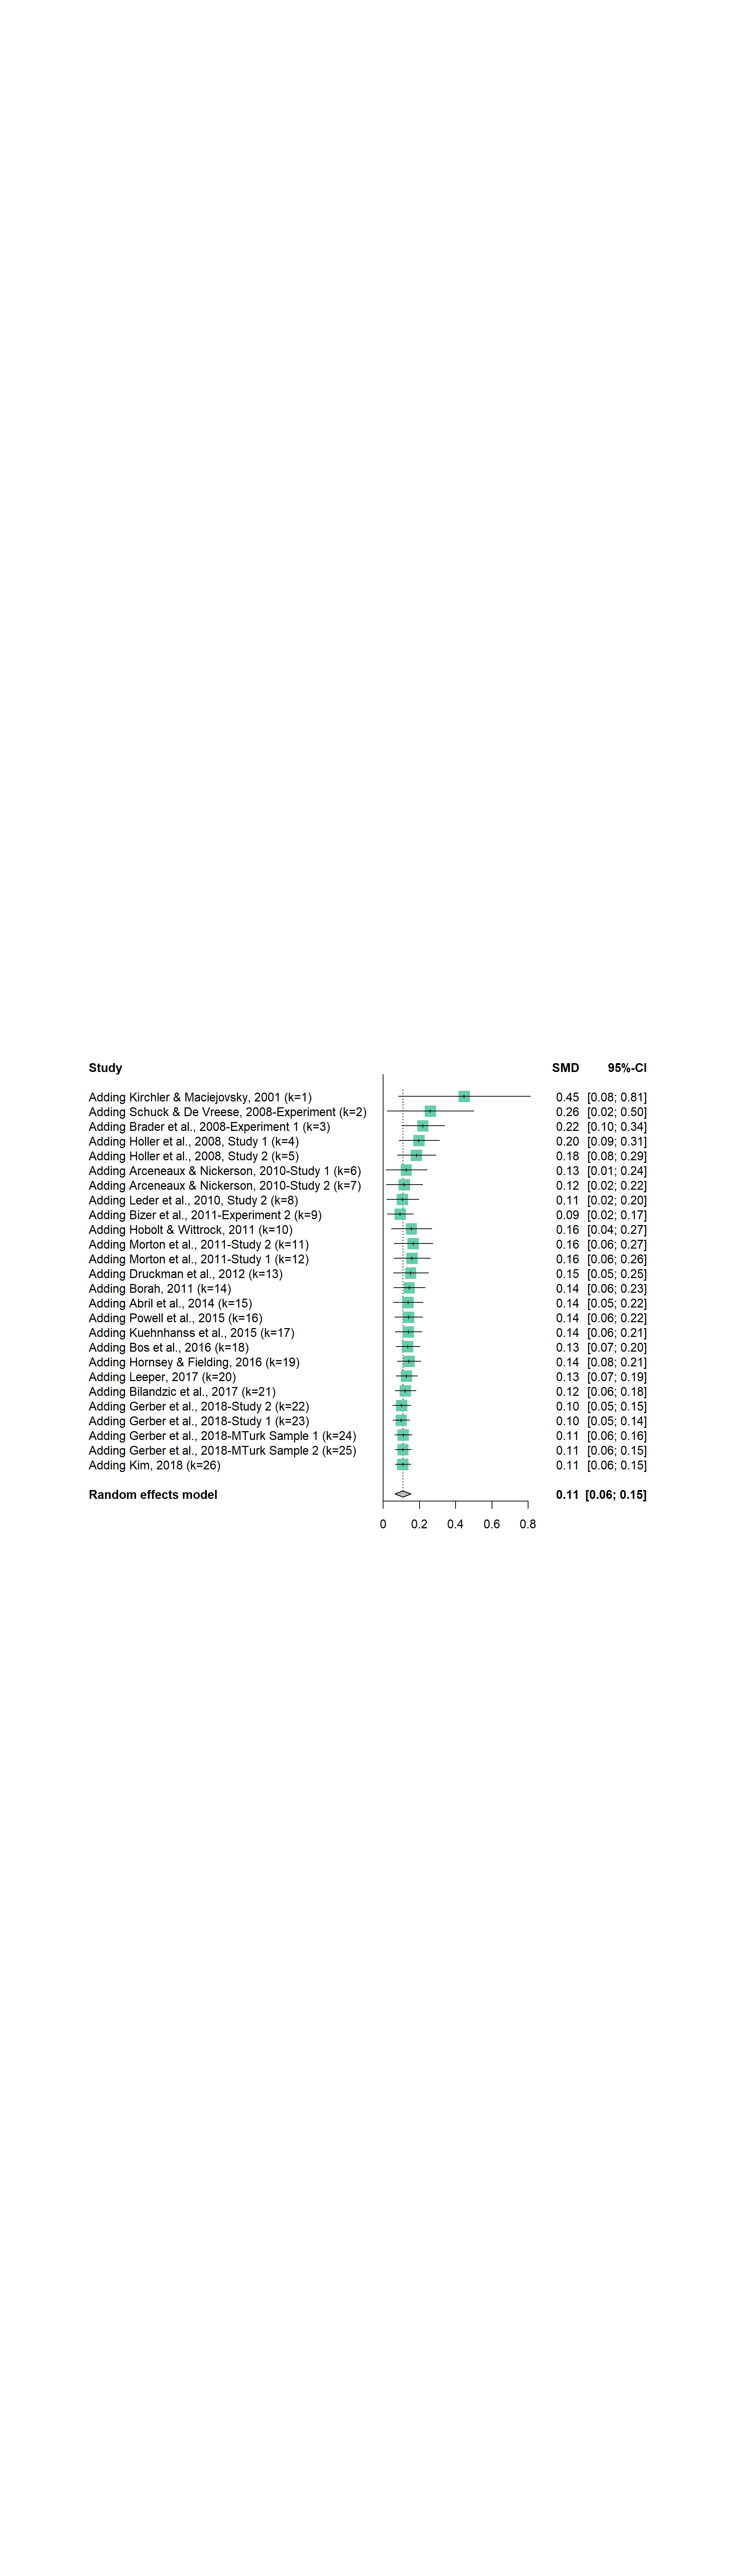 Study SMD 95%-CI
Adding Kirchler & Maciejovsky, 2001 (k=1) 0.45 [0.08; 0.81]
Adding Schuck & De Vreese, 2008-Experiment (k=2) 0.26 [0.02; 0.50]
Adding Brader et al., 2008-Experiment 1 (k=3) 0.22 [0.10; 0.34]
Adding Holler et al., 2008, Study 1 (k=4) 0.20 [0.09; 0.31]
Adding Holler et al., 2008, Study 2 (k=5) 0.18 [0.08; 0.29]
Adding Arceneaux & Nickerson, 2010-Study 1 (k=6) 0.13 [0.01; 0.24]
Adding Arceneaux & Nickerson, 2010-Study 2 (k=7) 0.12 [0.02; 0.22]
Adding Leder et al., 2010, Study 2 (k=8) 0.11 [0.02; 0.20]
Adding Bizer et al., 2011-Experiment 2 (k=9) 0.09 [0.02; 0.17]
Adding Hobolt & Wittrock, 2011 (k=10) 0.16 [0.04; 0.27]
Adding Morton et al., 2011-Study 2 (k=11) 0.16 [0.06; 0.27]
Adding Morton et al., 2011-Study 1 (k=12) 0.16 [0.06; 0.26]
Adding Druckman et al., 2012 (k=13) 0.15 [0.05; 0.25]
Adding Borah, 2011 (k=14) 0.14 [0.06; 0.23]
Adding Abril et al., 2014 (k=15) 0.14 [0.05; 0.22]
Adding Powell et al., 2015 (k=16) 0.14 [0.06; 0.22]
Adding Kuehnhanss et al., 2015 (k=17) 0.14 [0.06; 0.21]
Adding Bos et al., 2016 (k=18) 0.13 [0.07; 0.20]
Adding Hornsey & Fielding, 2016 (k=19) 0.14 [0.08; 0.21]
Adding Leeper, 2017 (k=20) 0.13 [0.07; 0.19]
Adding Bilandzic et al., 2017 (k=21) 0.12 [0.06; 0.18]
Adding Gerber et al., 2018-Study 2 (k=22) 0.10 [0.05; 0.15]
Adding Gerber et al., 2018-Study 1 (k=23) 0.10 [0.05; 0.14]
Adding Gerber et al., 2018-MTurk Sample 1 (k=24) 0.11 [0.06; 0.16]
Adding Gerber et al., 2018-MTurk Sample 2 (k=25) 0.11 [0.06; 0.15]
Adding Kim, 2018 (k=26) 0.11 [0.06; 0.15]
Random effects model 0.11 [0.06; 0.15]
0 0.2 0.4 0.6 0.8